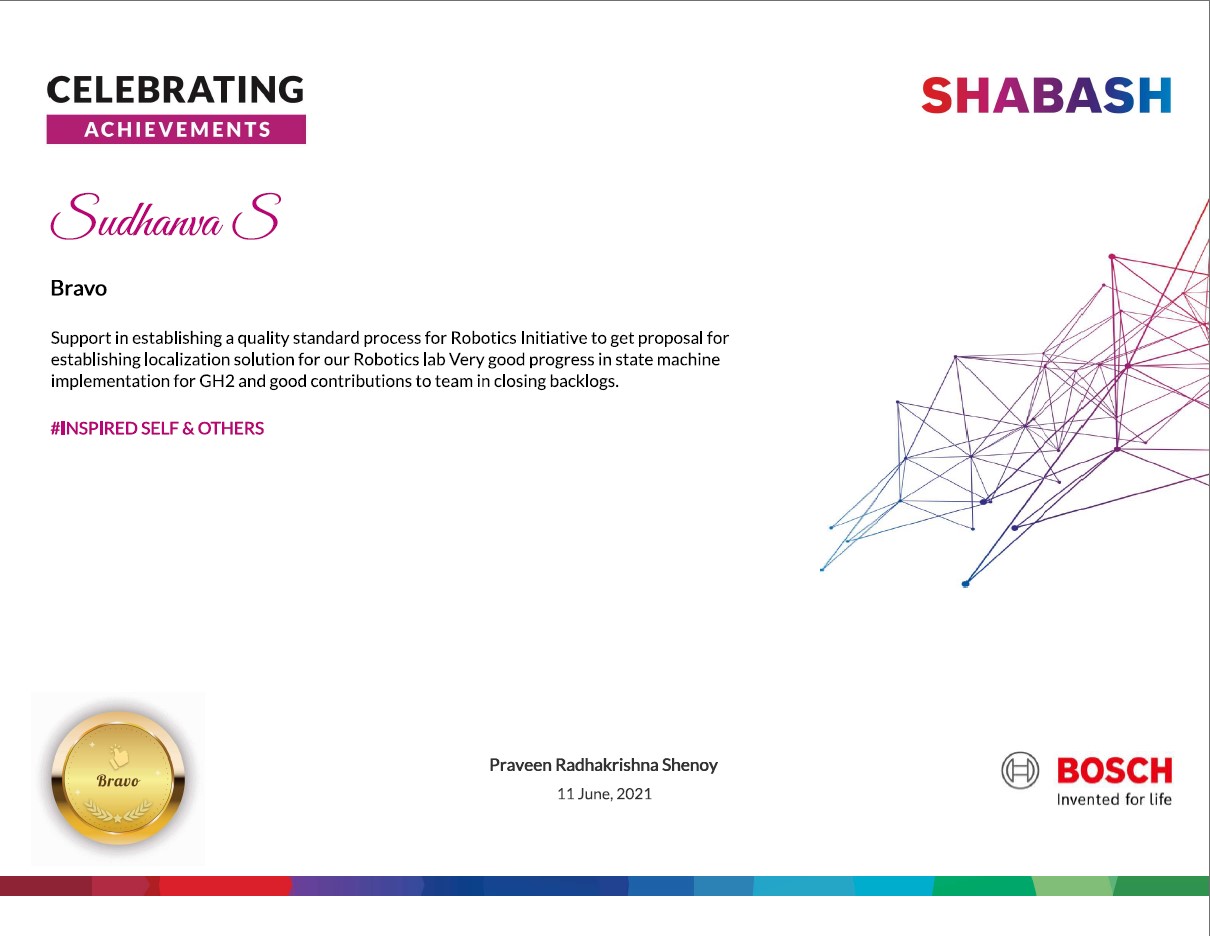 CELEBRATING
ACHIEVEMENTS
SHABASH
Sudhanva S
Bravo
Support in establishing a quality standard process for Robotics Initiative to get proposal for
establishing localization solution for our Robotics lab Very good progress in state machine
implementation for GH2 and good contributions to team in closing backlogs.
#INSPIRED SELF & OTHERS
Bravo
Praveen Radhakrishna Shenoy
11 June, 2021
BOSCH
Invented for life